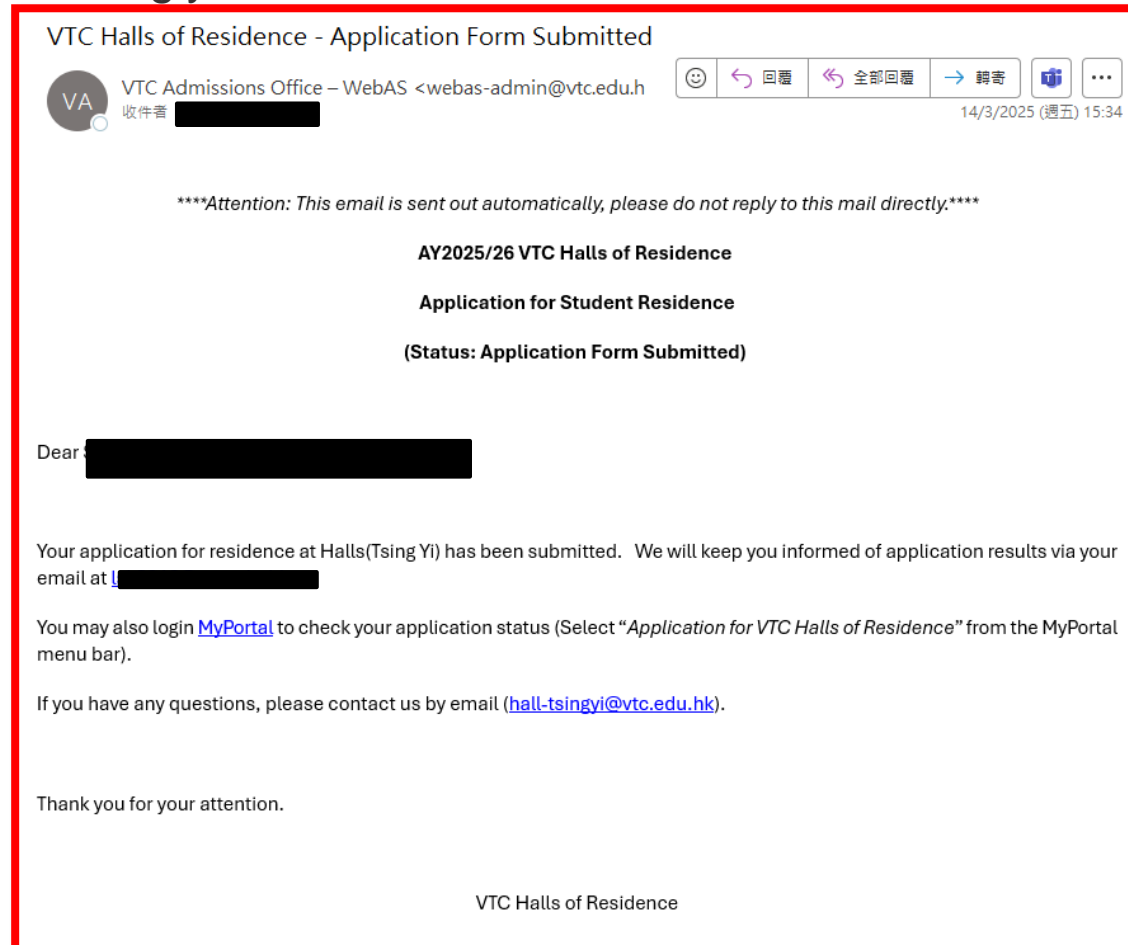 VTC Halls of Residence - Application Form Submitted
VA
VTC Admissions Office – WebAS <webas-admin@vtc.edu.h
回覆
全部回覆
轉寄
收件者
14/3/2025 (週五) 15:34
****Attention: This email is sent out automatically, please do not reply to this mail directly.****
AY2025/26 VTC Halls of Residence
Application for Student Residence
(Status: Application Form Submitted)
Dear
Your application for residence at Halls(Tsing Yi) has been submitted. We will keep you informed of application results via your
email at
You may also login MyPortal to check your application status (Select “Application for VTC Halls of Residence” from the MyPortal
menu bar).
If you have any questions, please contact us by email (hall-tsingyi@vtc.edu.hk).
Thank you for your attention.
VTC Halls of Residence